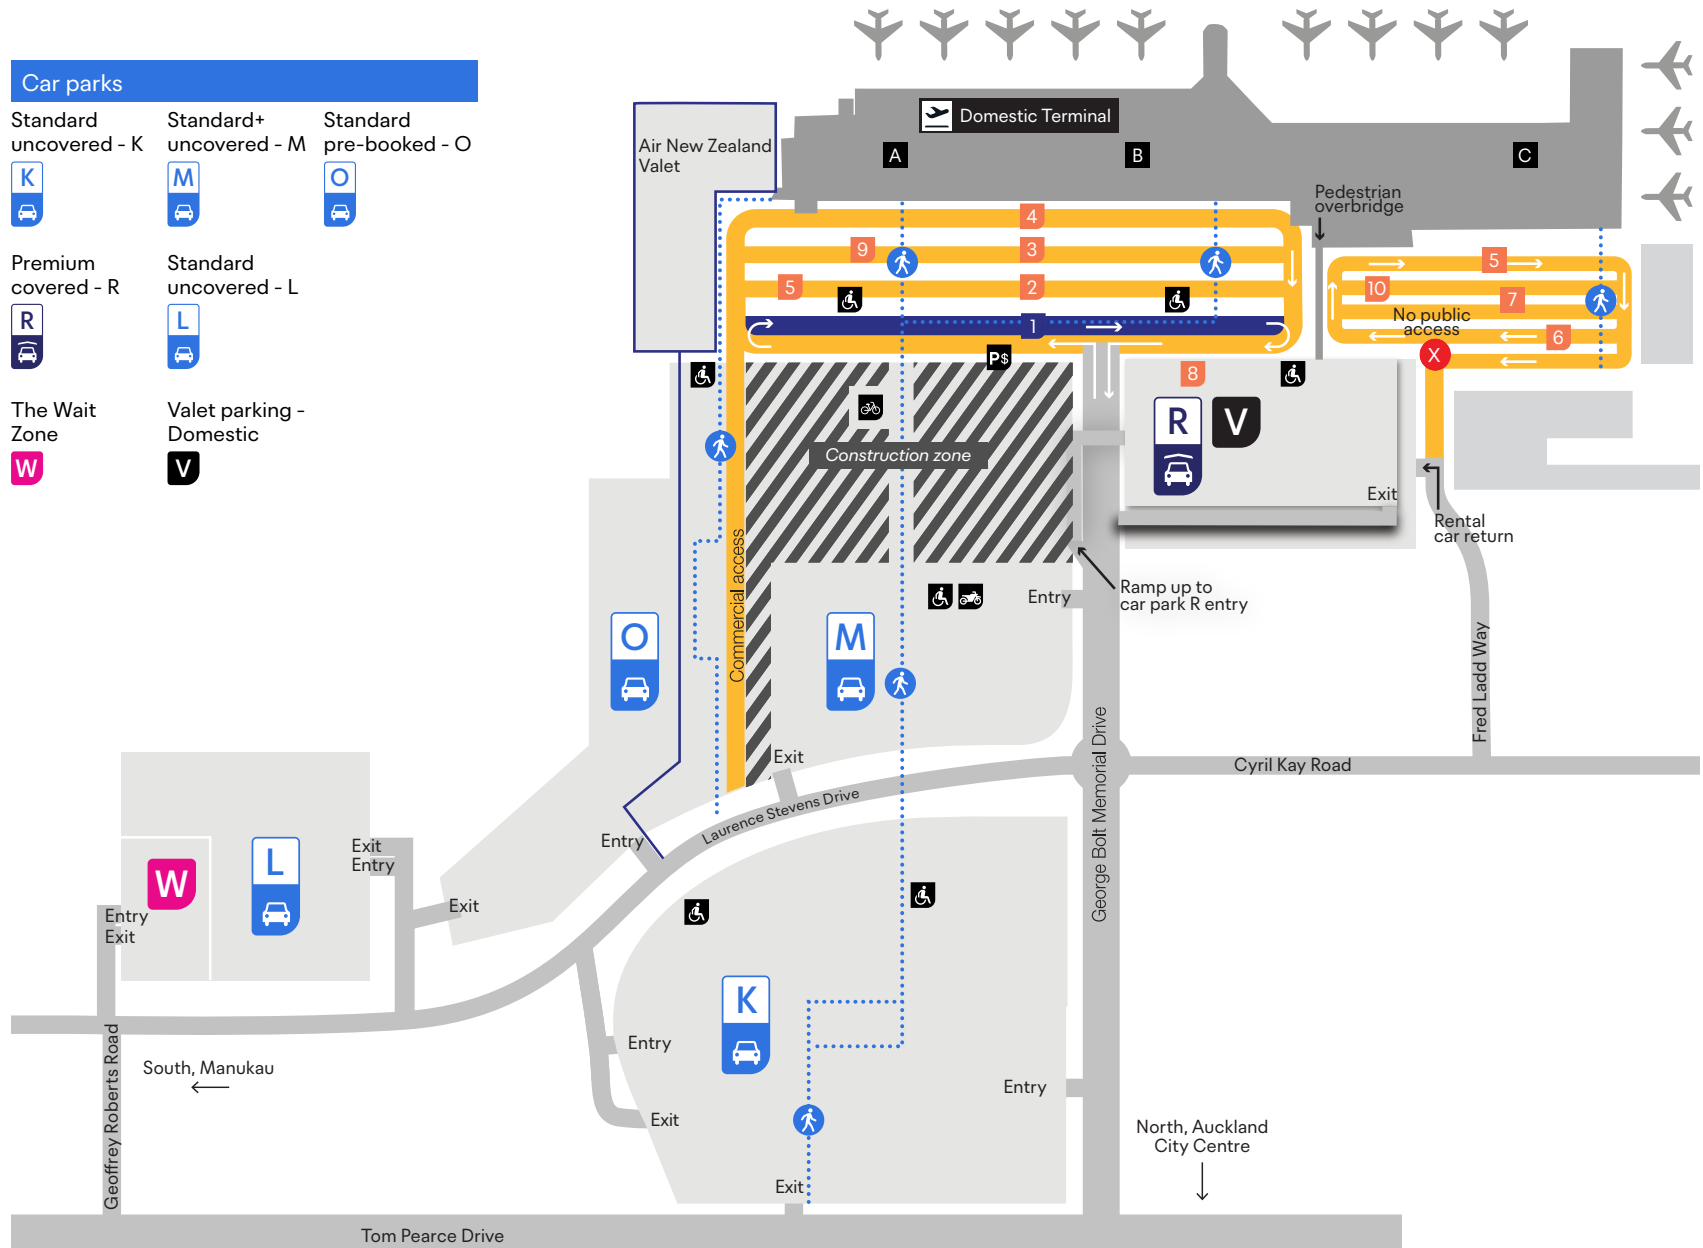 Car parks
Standard
uncovered - K
Standard+
uncovered - M
Standard
pre-booked - O
K
M
O
Premium
covered - R
Standard
uncovered - L
R
L
The Wait
Zone
Valet parking -
Domestic
W
V
Domestic Terminal
Air New Zealand
Valet
A
B
C
Pedestrian
overbridge
4
9
3
5
2
1
5
10
7
No public
access
6
X
P$
8
R
V
Construction zone
Exit
Rental
car return
Ramp up to
car park R entry
Entry
Commercial access
O
M
Fred Ladd Way
George Bolt Memorial Drive
Exit
Cyril Kay Road
Laurence Stevens Drive
Entry
Exit
Entry
L
W
Exit
Entry
Exit
K
Entry
Exit
Entry
Geoffrey Roberts Road
South, Manukau
North, Auckland
City Centre
Exit
Tom Pearce Drive